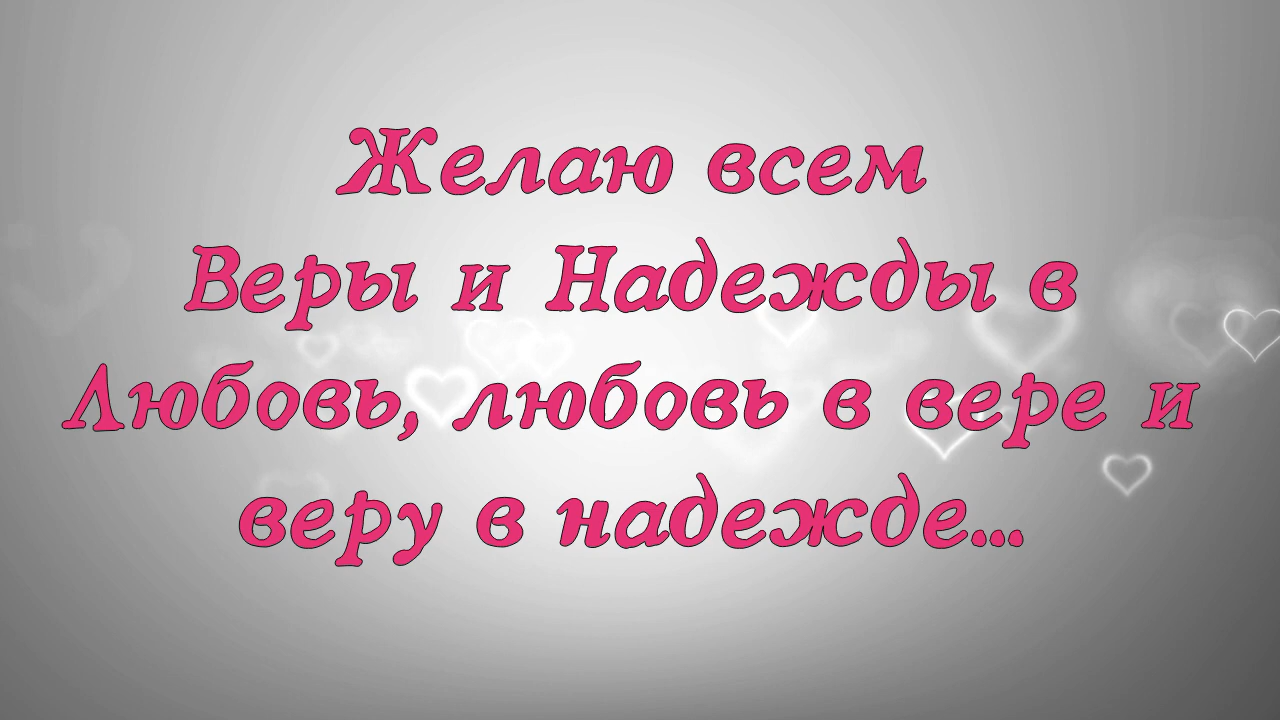 Желаю всем
Веры и Надежды в
Любовь, любовь в вере и
веру в надежде...